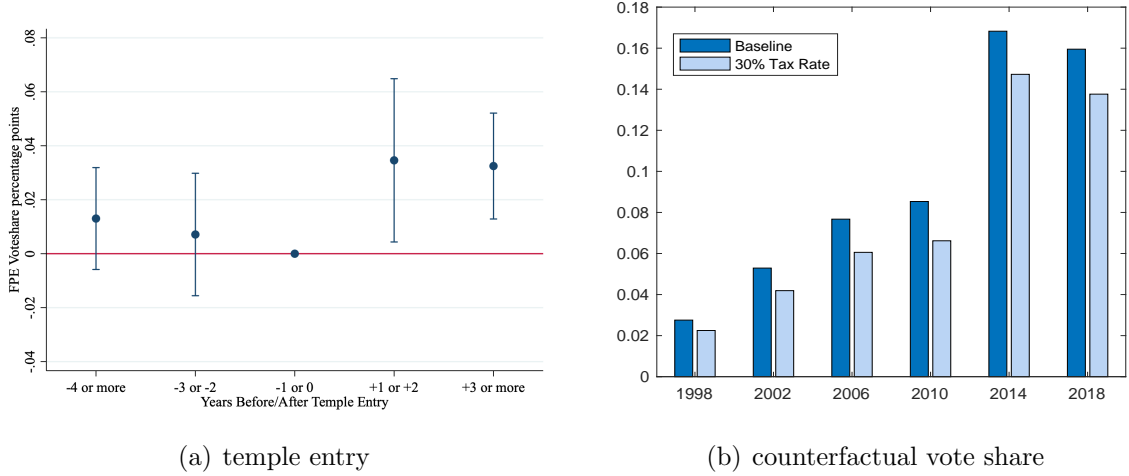 FPE Voteshare percentage points
.08
.06
.04
.02
0
-.02
-.04
-4 or more
-3 or -2
-1 or 0
+1 or +2
+3 or more
Years Before/After Temple Entry
(a) temple entry
0.18
0.16
0.14
0.12
0.1
0.08
0.06
0.04
0.02
0
Baseline
30% Tax Rate
1998
2002
2006
2010
2014
2018
(b) counterfactual vote share